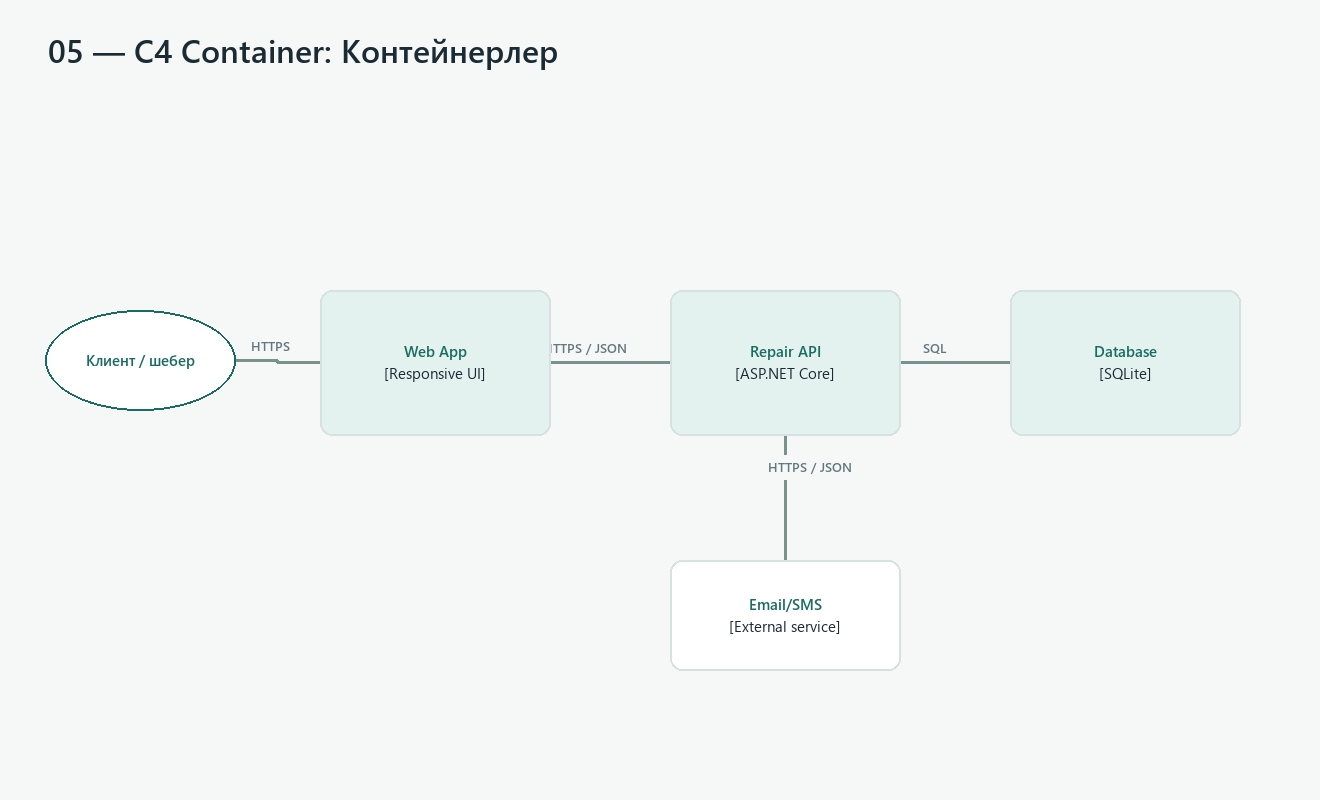 05 — C4 Container: Контейнерлер
Клиент / шебер
HTTPS
Web App
[Responsive UI]
HTTPS / JSON
Repair API
[ASP.NET Core]
SQL
Database
[SQLite]
HTTPS / JSON
Email/SMS
[External service]